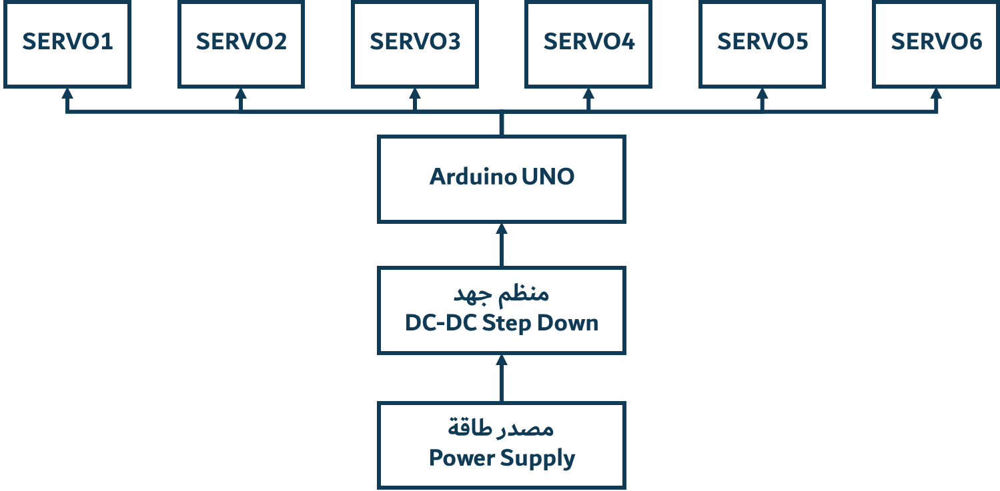 SERVO1
SERVO2
SERVO3
SERVO4
SERVO5
SERVO6
Arduino UNO
منظم جهد
DC-DC Step Down
مصدر طاقة
Power Supply